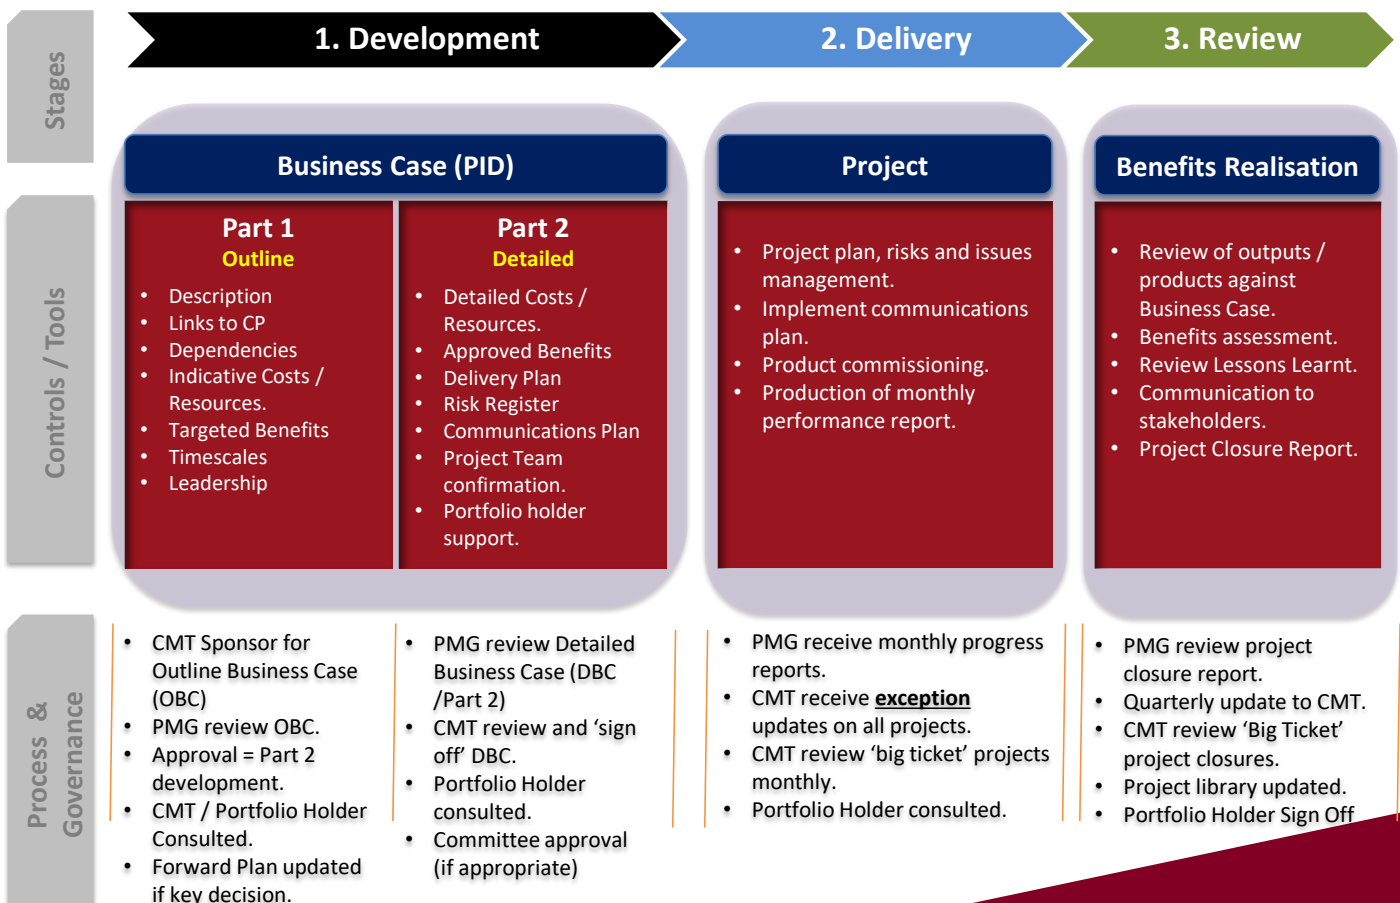 Stages
1. Development
2. Delivery
3. Review
Business Case (PID)
Project
Benefits Realisation
Controls / Tools
Part 1
Outline
• Description
• Links to CP
• Dependencies
• Indicative Costs /
Resources.
• Targeted Benefits
• Timescales
• Leadership
Part 2
Detailed
• Detailed Costs /
Resources.
• Approved Benefits
• Delivery Plan
• Risk Register
• Communications Plan
• Project Team
confirmation.
• Portfolio holder
support.
• Project plan, risks and issues
management.
• Implement communications
plan.
• Product commissioning.
• Production of monthly
performance report.
• Review of outputs /
products against
Business Case.
• Benefits assessment.
• Review Lessons Learnt.
• Communication to
stakeholders.
• Project Closure Report.
Process &
Governance
• CMT Sponsor for
Outline Business Case
(OBC)
• PMG review OBC.
• Approval = Part 2
development.
• CMT / Portfolio Holder
Consulted.
• Forward Plan updated
if key decision.
• PMG review Detailed
Business Case (DBC
/Part 2)
• CMT review and ‘sign
off’ DBC.
• Portfolio Holder
consulted.
• Committee approval
(if appropriate)
• PMG receive monthly progress
reports.
• CMT receive exception
updates on all projects.
• CMT review ‘big ticket’ projects
monthly.
• Portfolio Holder consulted.
• PMG review project
closure report.
• Quarterly update to CMT.
• CMT review ‘Big Ticket’
project closures.
• Project library updated.
• Portfolio Holder Sign Off